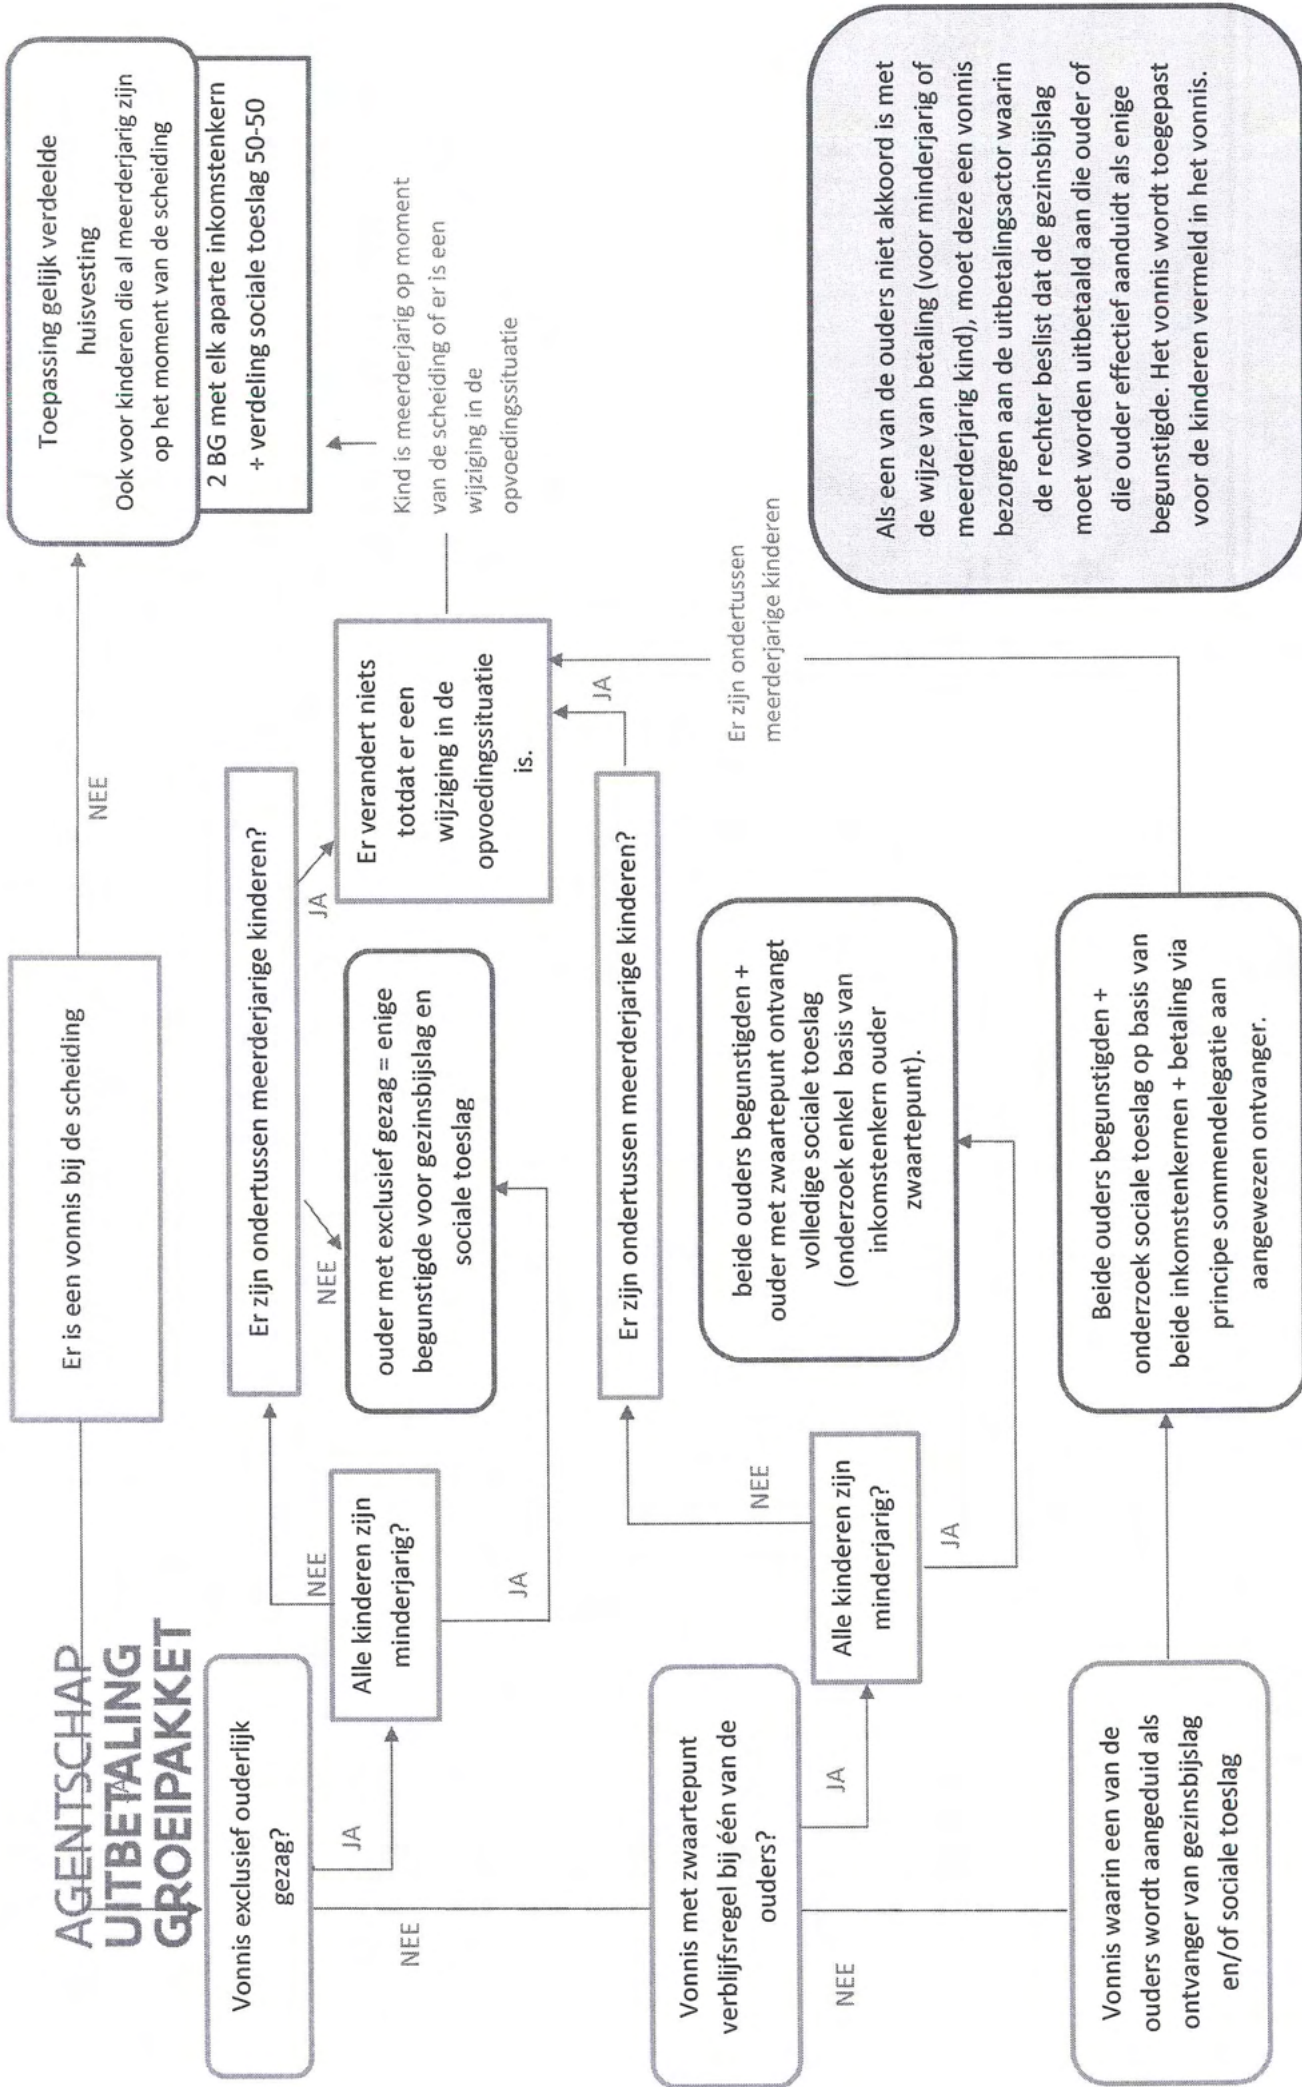 AGENTSCHAP
UITBETALING
GROEIPAKKET
Er is een vonnis bij de scheiding
JA
NEE
Toepassing gelijk verdeelde
huisvesting
Ook voor kinderen die al meerderjarig zijn
op het moment van de scheiding
2 BG met elk aparte inkomstenkern
+ verdeling sociale toeslag 50-50
Kind is meerderjarig op moment
van de scheiding of er is een
wijziging in de
opvoedingssituatie
Vonnis exclusief ouderlijk
gezag?
JA
NEE
Alle kinderen zijn
minderjarig?
NEE
JA
Er zijn ondertussen meerderjarige kinderen?
NEE
JA
ouder met exclusief gezag = enige
begunstigde voor gezinsbijslag en
sociale toeslag
Er verandert niets
totdat er een
wijziging in de
opvoedingssituatie
is.
Vonnis met zwaartepunt
verblijfsregel bij één van de
ouders?
JA
NEE
Alle kinderen zijn
minderjarig?
NEE
JA
Er zijn ondertussen meerderjarige kinderen?
JA
beide ouders begunstigden +
ouder met zwaartepunt ontvangt
volledige sociale toeslag
(onderzoek enkel basis van
inkomstenkern ouder
zwaartepunt).
Er zijn ondertussen
meerderjarige kinderen
Vonnis waarin een van de
ouders wordt aangeduid als
ontvanger van gezinsbijslag
en/of sociale toeslag
Beide ouders begunstigden +
onderzoek sociale toeslag op basis van
beide inkomstenkernen + betaling via
principe sommendelegatie aan
aangewezen ontvanger.
Als een van de ouders niet akkoord is met
de wijze van betaling (voor minderjarig of
meerderjarig kind), moet deze een vonnis
bezorgen aan de uitbetalingsactor waarin
de rechter beslist dat de gezinsbijslag
moet worden uitbetaald aan die ouder of
die ouder effectief aanduidt als enige
begunstigde. Het vonnis wordt toegepast
voor de kinderen vermeld in het vonnis.